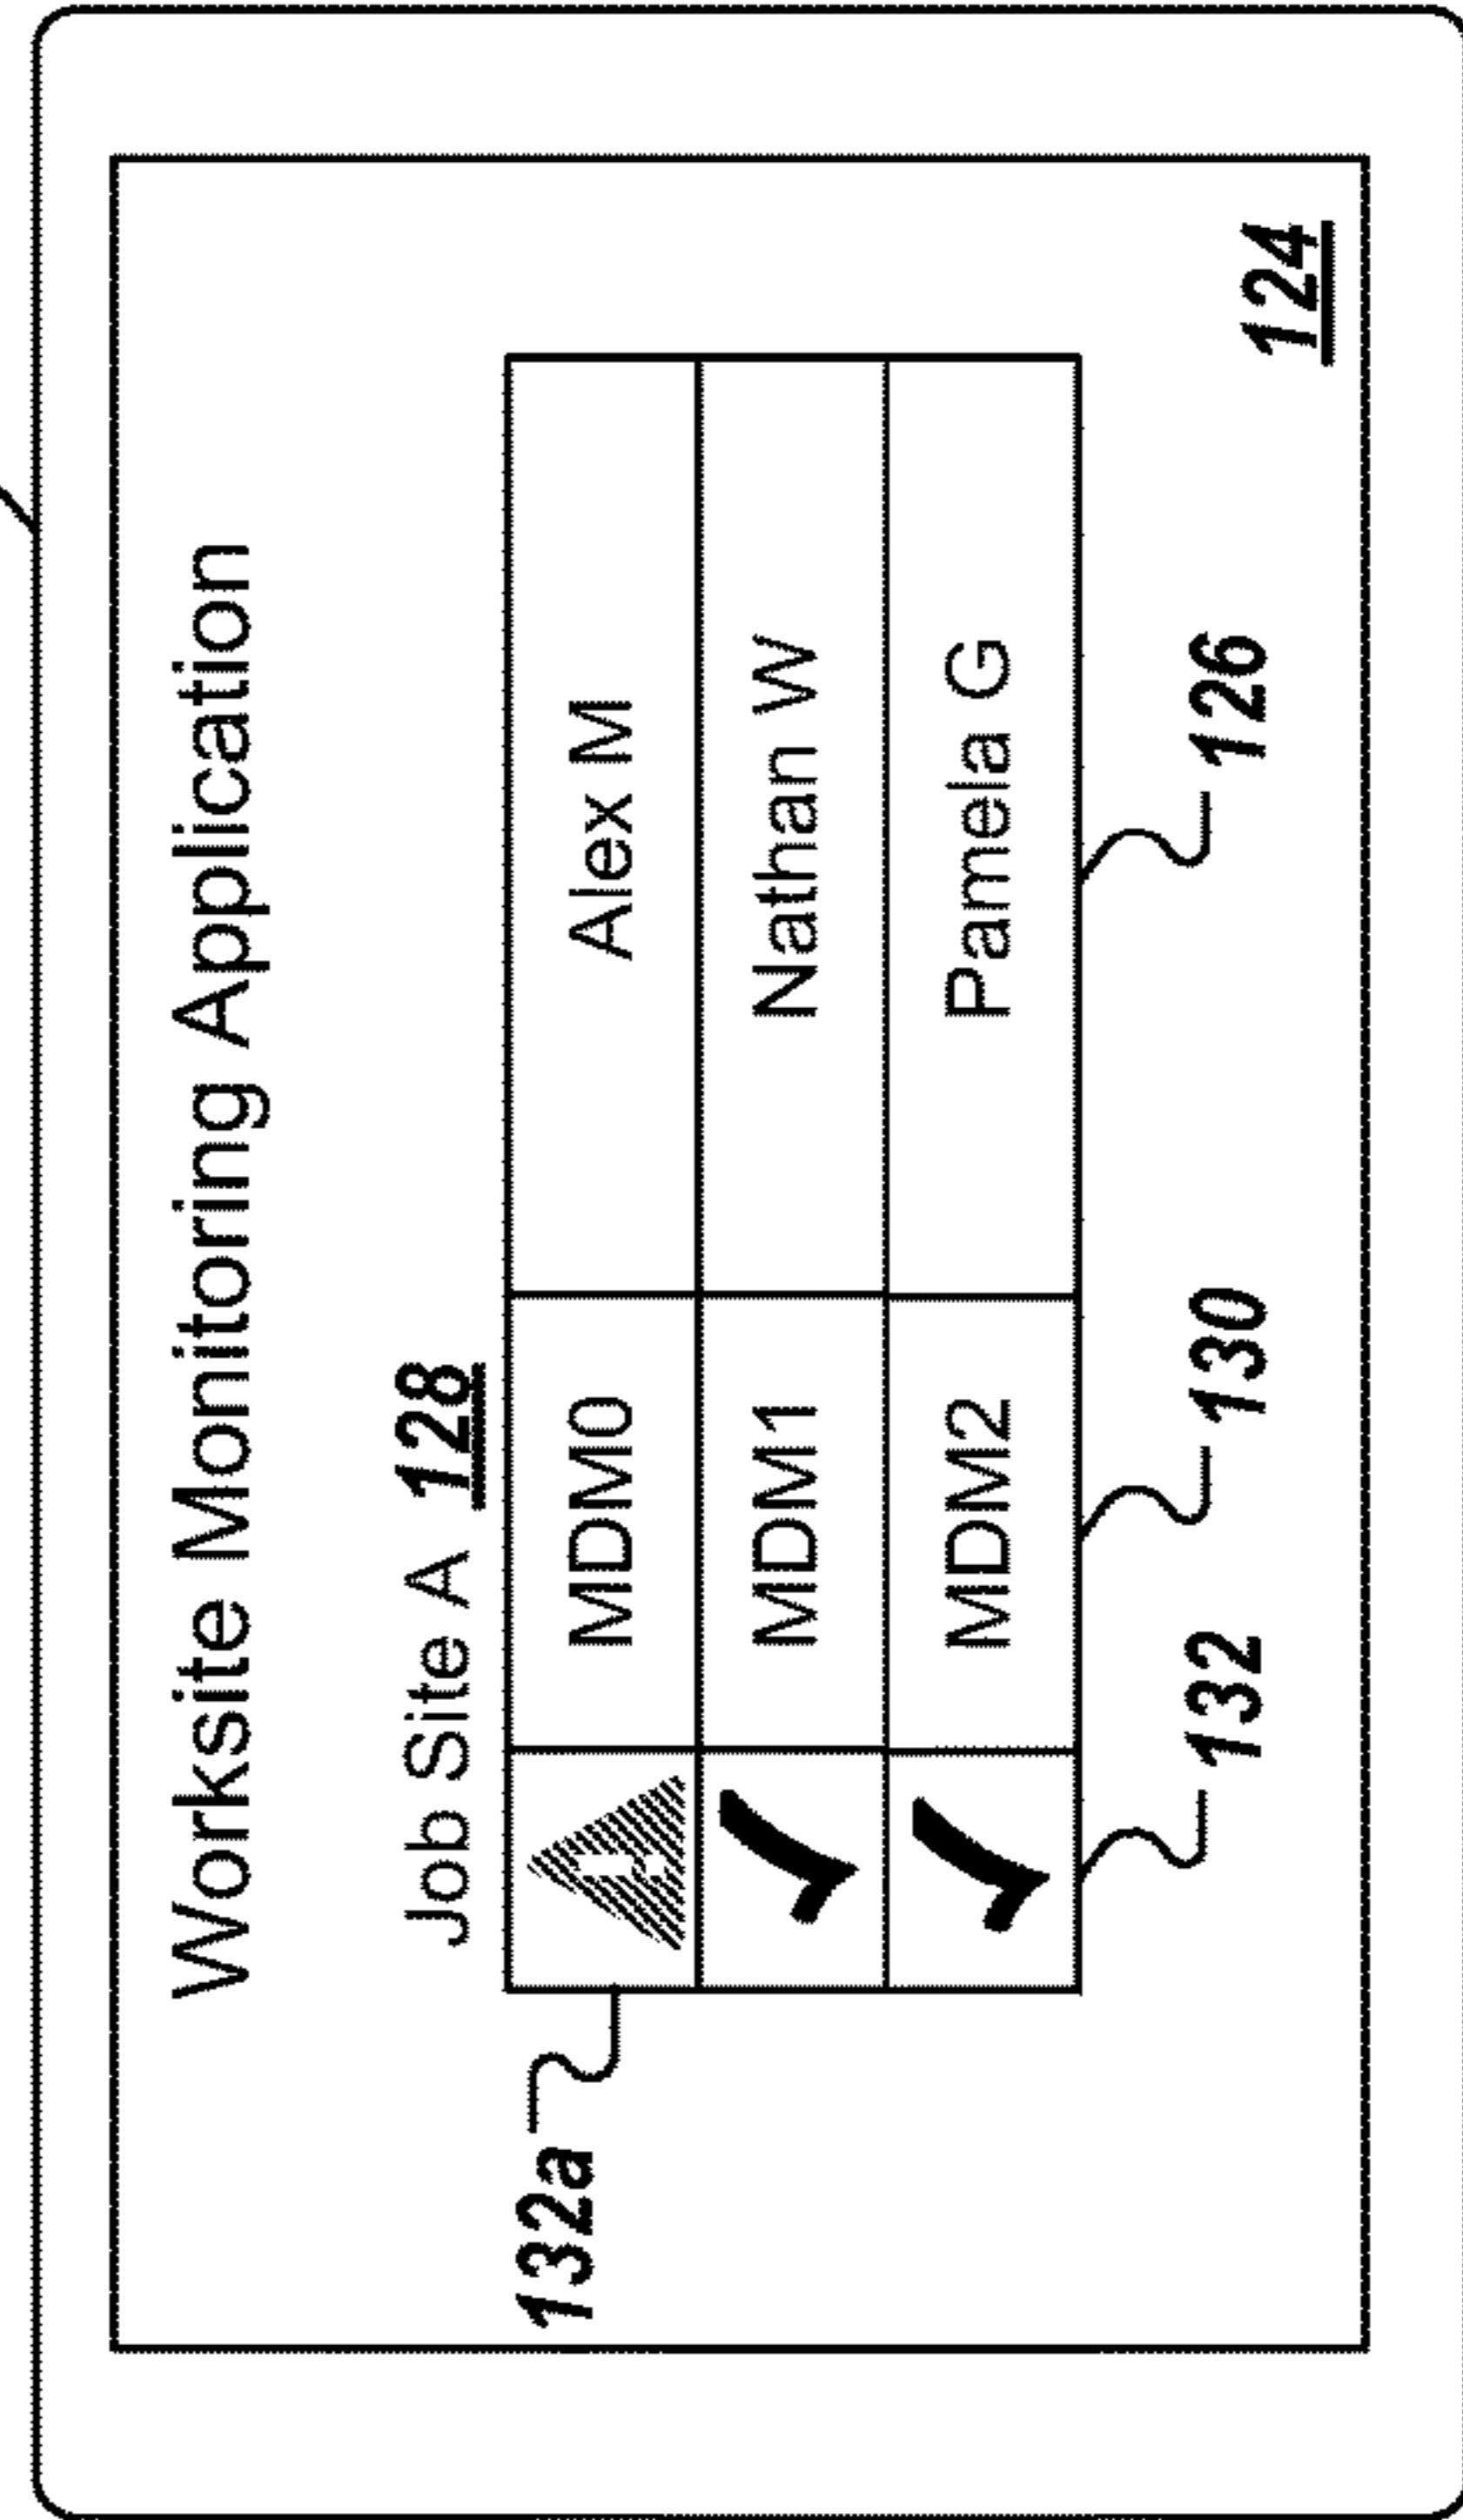 Worksite Monitoring Application
Job Site A 128
132a
MDM0 Alex M
MDM1 Nathan W
MDM2 Pamela G
132 130 126
124